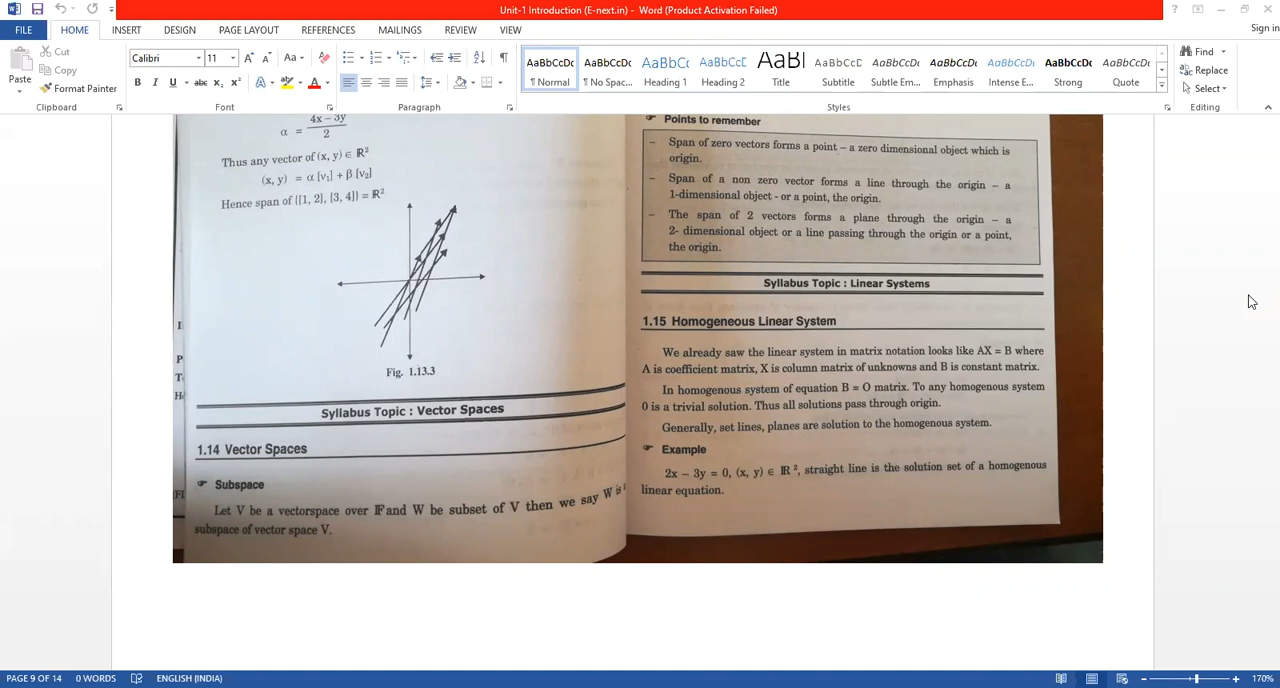 Unit-1 Introduction (E-next.in) - Word (Product Activation Failed)
Sign in
FILE HOME INSERT DESIGN PAGE LAYOUT REFERENCES MAILINGS REVIEW VIEW
Paste
Cut
Copy
Format Painter
Clipboard
Calibri 11
Font
Paragraph
AaBbCcDc AaBbCcDc AaBbCc AaBbCcD AaBl AaBbCcD AaBbCcDt AaBbCcDt AaBbCcDt AaBbCcDc AaBbCcDt
¶ Normal ¶ No Spac... Heading 1 Heading 2 Title Subtitle Subtle Em... Emphasis Intense E... Strong Quote
Styles
Find
Replace
Select
Editing
α = 4x – 3y / 2
Thus any vector of (x, y) ∈ ℝ²
(x, y) = α [v₁] + β [v₂]
Hence span of {[1, 2], [3, 4]} = ℝ²
Fig. 1.13.3
Syllabus Topic : Vector Spaces
1.14 Vector Spaces
☞ Subspace
Let V be a vectorspace over 𝔽 and W be subset of V then we say W is
subspace of vector space V.
☞ Points to remember
– Span of zero vectors forms a point – a zero dimensional object which is
origin.
– Span of a non zero vector forms a line through the origin – a
1-dimensional object - or a point, the origin.
– The span of 2 vectors forms a plane through the origin – a
2- dimensional object or a line passing through the origin or a point,
the origin.
Syllabus Topic : Linear Systems
1.15 Homogeneous Linear System
We already saw the linear system in matrix notation looks like AX = B where
A is coefficient matrix, X is column matrix of unknowns and B is constant matrix.
In homogenous system of equation B = O matrix. To any homogenous system
0 is a trivial solution. Thus all solutions pass through origin.
Generally, set lines, planes are solution to the homogenous system.
☞ Example
2x – 3y = 0, (x, y) ∈ ℝ², straight line is the solution set of a homogenous
linear equation.
PAGE 9 OF 14 0 WORDS ENGLISH (INDIA)
170%